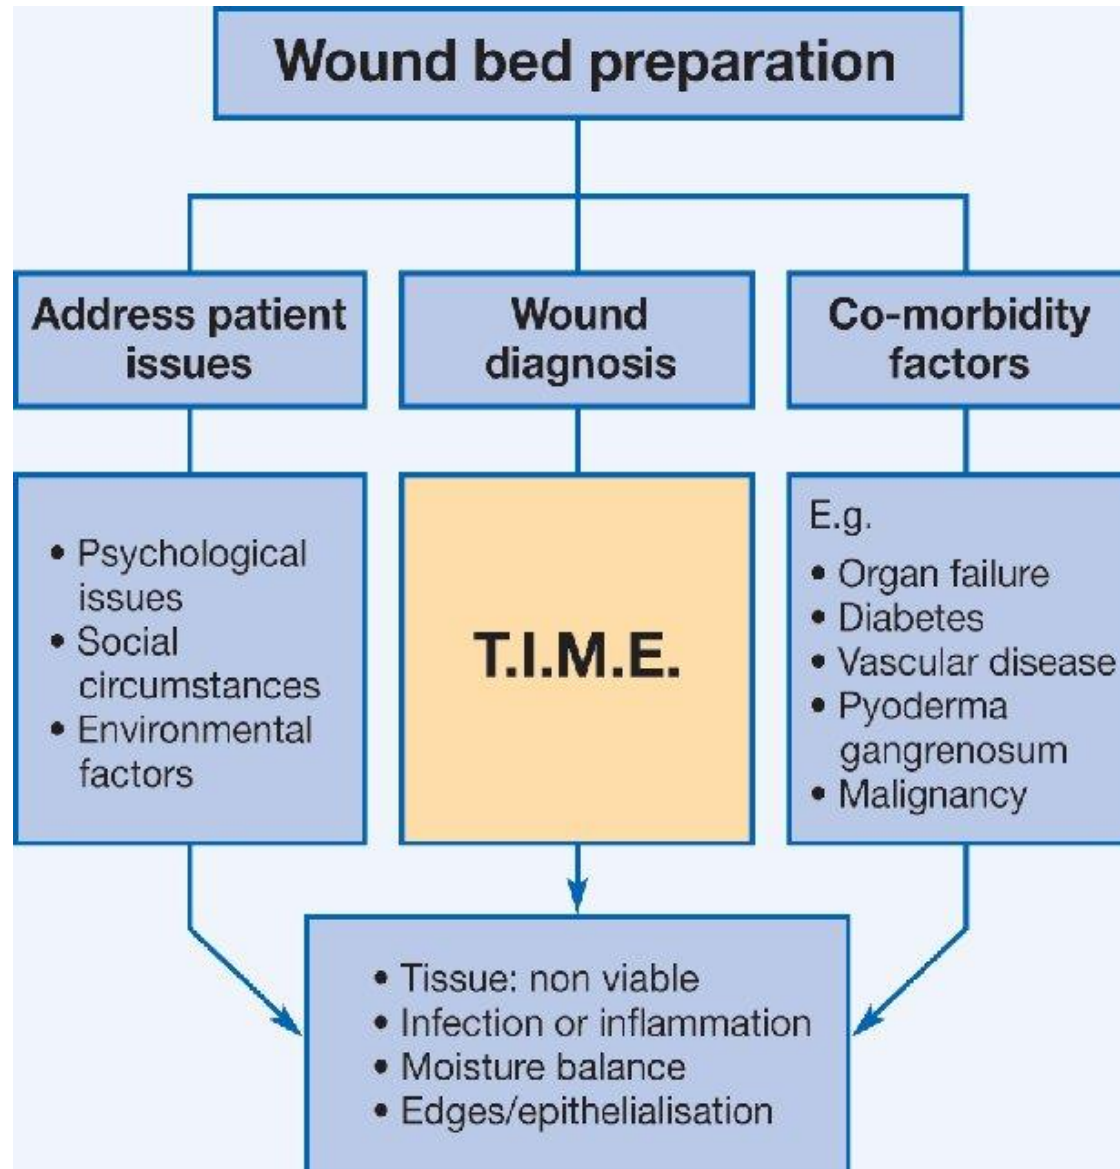 Wound bed preparation
Address patient
issues
Wound
diagnosis
Co-morbidity
factors
• Psychological
issues
• Social
circumstances
• Environmental
factors
T.I.M.E.
E.g.
• Organ failure
• Diabetes
• Vascular disease
• Pyoderma
gangrenosum
• Malignancy
• Tissue: non viable
• Infection or inflammation
• Moisture balance
• Edges/epithelialisation